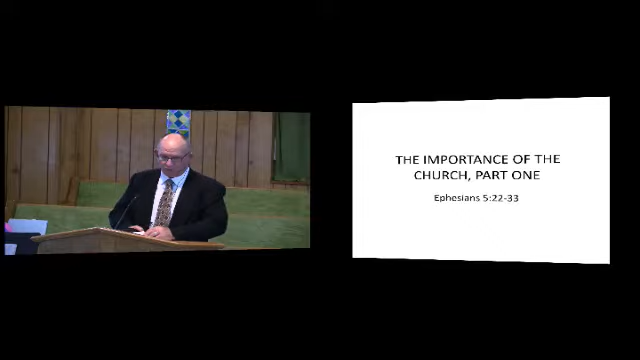 THE IMPORTANCE OF THE
CHURCH, PART ONE
Ephesians 5:22-33